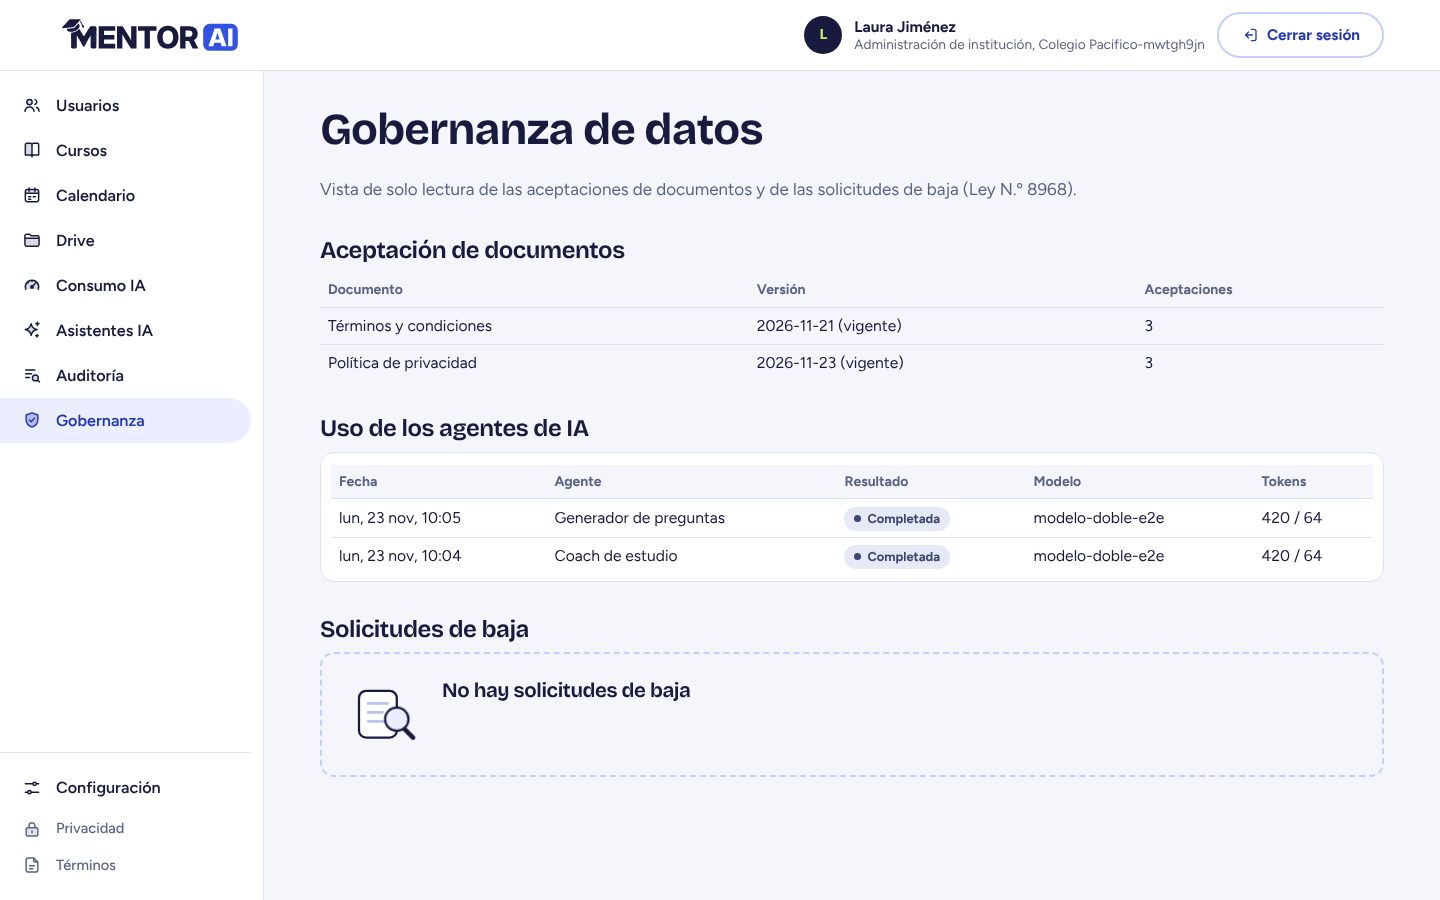 MENTOR AI
L
Laura Jiménez
Administración de institución, Colegio Pacifico-mwtgh9jn
Cerrar sesión
Usuarios
Cursos
Calendario
Drive
Consumo IA
Asistentes IA
Auditoría
Gobernanza
Configuración
Privacidad
Términos
Gobernanza de datos
Vista de solo lectura de las aceptaciones de documentos y de las solicitudes de baja (Ley N.º 8968).
Aceptación de documentos
Documento Versión Aceptaciones
Términos y condiciones 2026-11-21 (vigente) 3
Política de privacidad 2026-11-23 (vigente) 3
Uso de los agentes de IA
Fecha Agente Resultado Modelo Tokens
lun, 23 nov, 10:05 Generador de preguntas Completada modelo-doble-e2e 420 / 64
lun, 23 nov, 10:04 Coach de estudio Completada modelo-doble-e2e 420 / 64
Solicitudes de baja
No hay solicitudes de baja